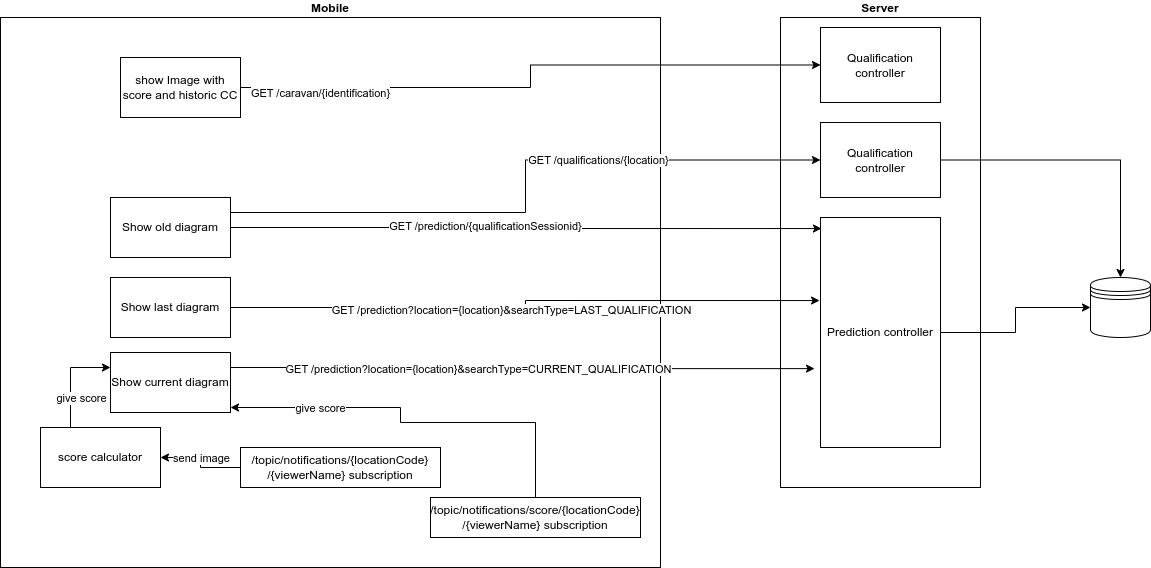 Mobile
Server
show Image with
score and historic CC
GET /caravan/{identification}
Qualification
controller
GET /qualifications/{location}
Qualification
controller
Show old diagram
GET /prediction/{qualificationSessionid}
Show last diagram
GET /prediction?location={location}&searchType=LAST_QUALIFICATION
Prediction controller
Show current diagram
GET /prediction?location={location}&searchType=CURRENT_QUALIFICATION
give score
give score
score calculator
send image
/topic/notifications/{locationCode}
/{viewerName} subscription
/topic/notifications/score/{locationCode}
/{viewerName} subscription